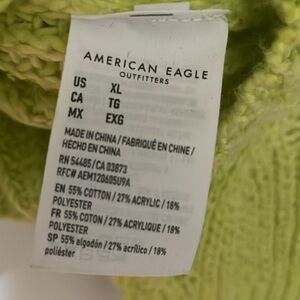 AMERICAN EAGLE
OUTFITTERS
US XL
CA TG
MX EXG
MADE IN CHINA / FABRIQUÉ EN CHINE /
HECHO EN CHINA
RN 54485/CA 03873
RFC# AEM120605U9A
EN 55% COTTON / 27% ACRYLIC / 18%
POLYESTER
FR 55% COTON / 27% ACRYLIQUE / 18%
POLYESTER
SP 55% algodón / 27% acrílico / 18%
poliéster